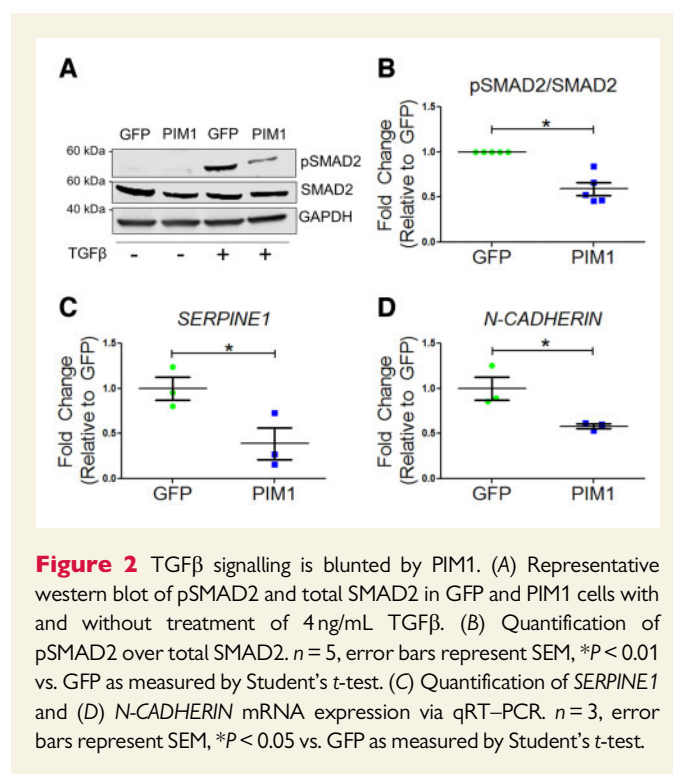 A
GFP PIM1 GFP PIM1
60 kDa
pSMAD2
60 kDa
SMAD2
40 kDa
GAPDH
TGFβ - - + +
B
pSMAD2/SMAD2
Fold Change
(Relative to GFP)
1.5
1.0
0.5
0.0
*
GFP PIM1
C
SERPINE1
Fold Change
(Relative to GFP)
1.5
1.0
0.5
0.0
*
GFP PIM1
D
N-CADHERIN
Fold Change
(Relative to GFP)
1.5
1.0
0.5
0.0
*
GFP PIM1
Figure 2 TGFβ signalling is blunted by PIM1. (A) Representative
western blot of pSMAD2 and total SMAD2 in GFP and PIM1 cells with
and without treatment of 4 ng/mL TGFβ. (B) Quantification of
pSMAD2 over total SMAD2. n = 5, error bars represent SEM, *P < 0.01
vs. GFP as measured by Student’s t-test. (C) Quantification of SERPINE1
and (D) N-CADHERIN mRNA expression via qRT–PCR. n = 3, error
bars represent SEM, *P < 0.05 vs. GFP as measured by Student’s t-test.